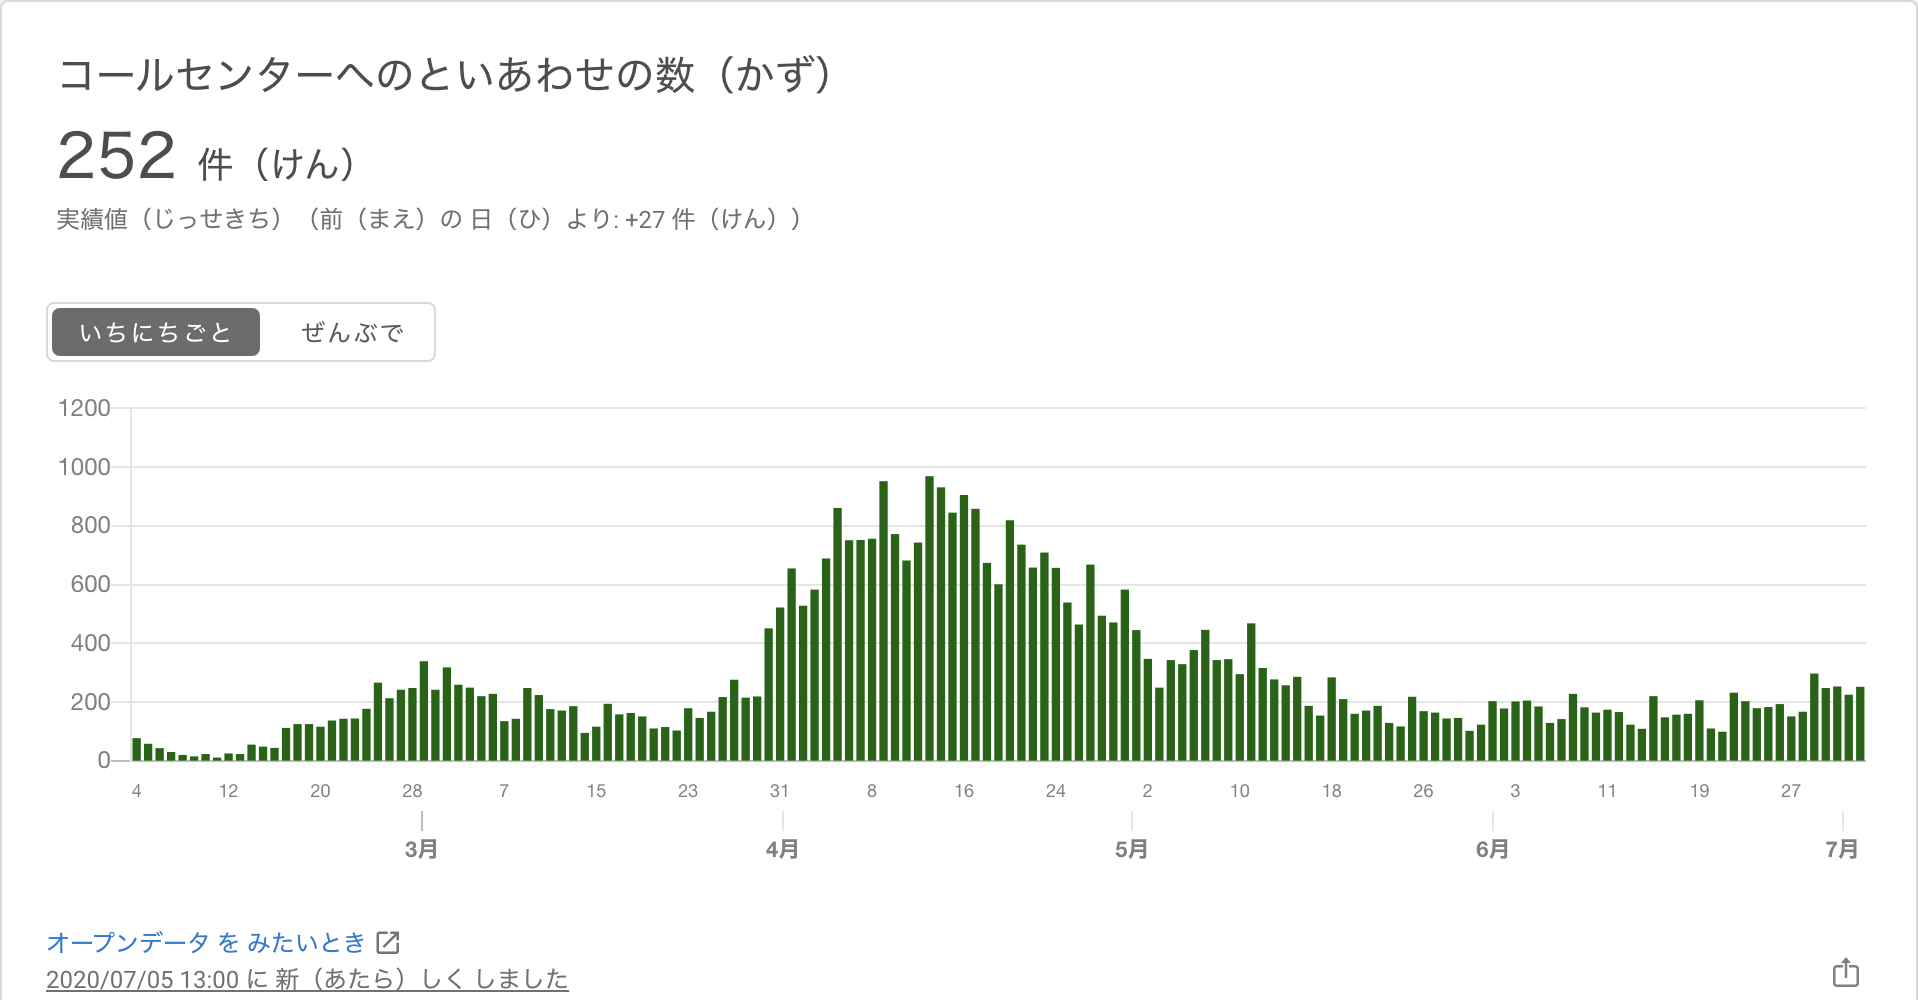 コールセンターへのといあわせの数（かず）
252 件（けん）
実績値（じっせきち）（前（まえ）の 日（ひ）より: +27 件（けん））
いちにちごと ぜんぶで
1200
1000
800
600
400
200
0
4 12 20 28 7 15 23 31 8 16 24 2 10 18 26 3 11 19 27
3月 4月 5月 6月 7月
オープンデータ を みたいとき
2020/07/05 13:00 に 新（あたら）しく しました